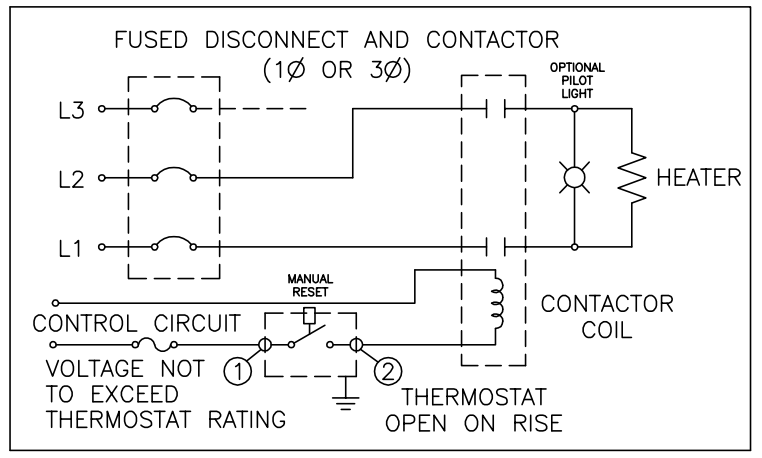 FUSED DISCONNECT AND CONTACTOR
(1Ø OR 3Ø)
OPTIONAL
PILOT
LIGHT
L3
L2
HEATER
L1
MANUAL
RESET
CONTACTOR
COIL
CONTROL CIRCUIT
1
2
VOLTAGE NOT
TO EXCEED
THERMOSTAT RATING
THERMOSTAT
OPEN ON RISE